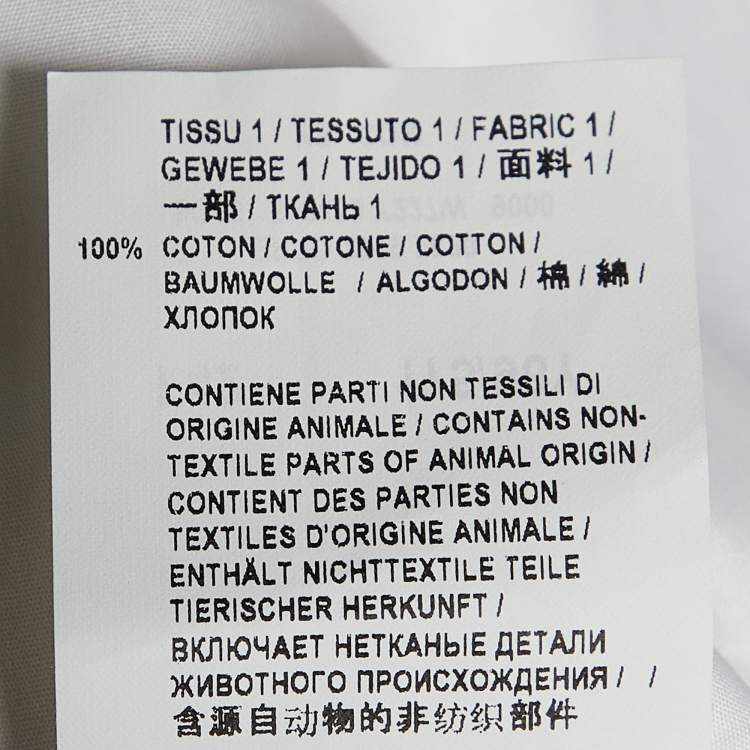 TISSU 1 / TESSUTO 1 / FABRIC 1 /
GEWEBE 1 / TEJIDO 1 / 面料 1 /
一部 / ТКАНЬ 1
100% COTON / COTONE / COTTON /
BAUMWOLLE / ALGODON / 棉 / 綿 /
ХЛОПОК
CONTIENE PARTI NON TESSILI DI
ORIGINE ANIMALE / CONTAINS NON-
TEXTILE PARTS OF ANIMAL ORIGIN /
CONTIENT DES PARTIES NON
TEXTILES D'ORIGINE ANIMALE /
ENTHÄLT NICHTTEXTILE TEILE
TIERISCHER HERKUNFT /
ВКЛЮЧАЕТ НЕТКАНЫЕ ДЕТАЛИ
ЖИВОТНОГО ПРОИСХОЖДЕНИЯ / /
含源自动物的非纺织部件